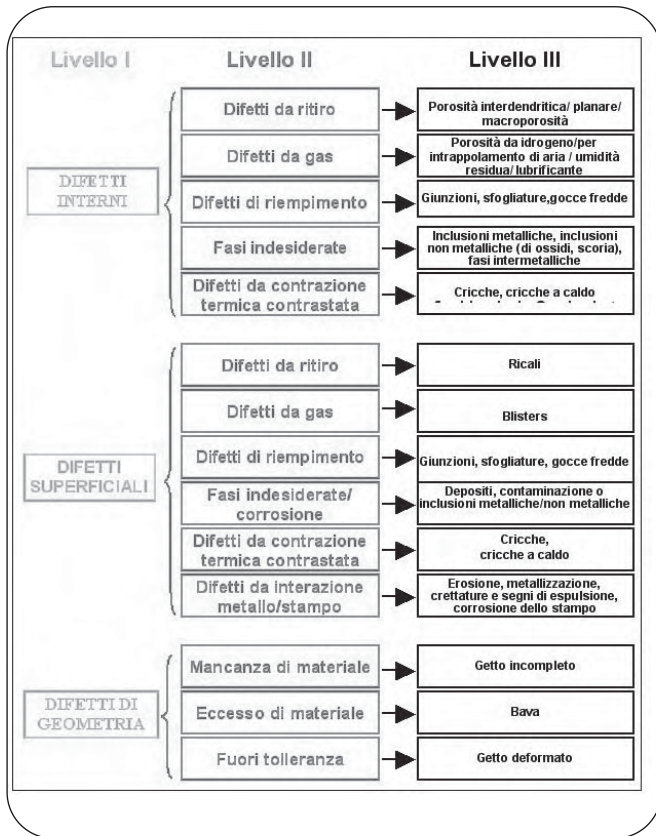 Livello I
Livello II
Livello III
DIFETTI
INTERNI
Difetti da ritiro
Porosità interdendritica/ planare/
macroporosità
Difetti da gas
Porosità da idrogeno/per
intrappolamento di aria / umidità
residua/ lubrificante
Difetti di riempimento
Giunzioni, sfogliature,gocce fredde
Fasi indesiderate
Inclusioni metalliche, inclusioni
non metalliche (di ossidi, scoria),
fasi intermetalliche
Difetti da contrazione
termica contrastata
Cricche, cricche a caldo
DIFETTI
SUPERFICIALI
Difetti da ritiro
Ricali
Difetti da gas
Blisters
Difetti di riempimento
Giunzioni, sfogliature, gocce fredde
Fasi indesiderate/
corrosione
Depositi, contaminazione o
inclusioni metalliche/non metalliche
Difetti da contrazione
termica contrastata
Cricche,
cricche a caldo
Difetti da interazione
metallo/stampo
Erosione, metallizzazione,
crettature e segni di espulsione,
corrosione dello stampo
DIFETTI DI
GEOMETRIA
Mancanza di materiale
Getto incompleto
Eccesso di materiale
Bava
Fuori tolleranza
Getto deformato